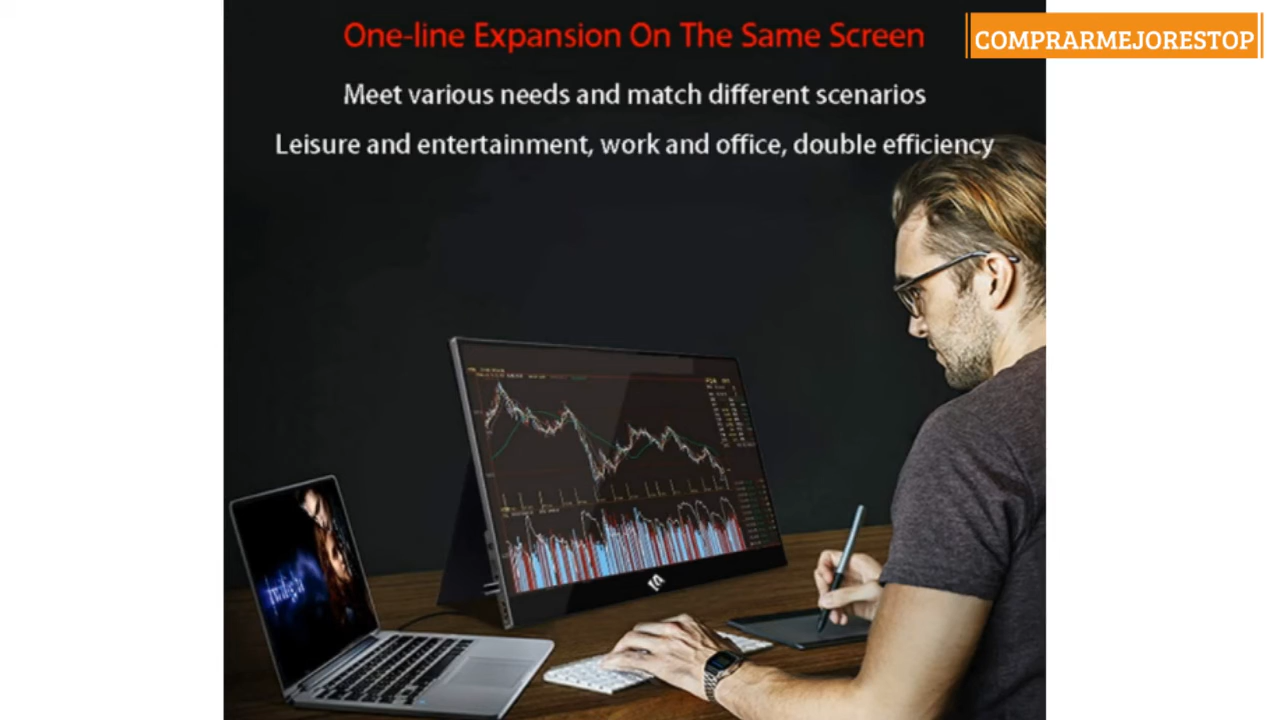 One-line Expansion On The Same Screen
COMPRARMEJORESTOP
Meet various needs and match different scenarios
Leisure and entertainment, work and office, double efficiency
twilight